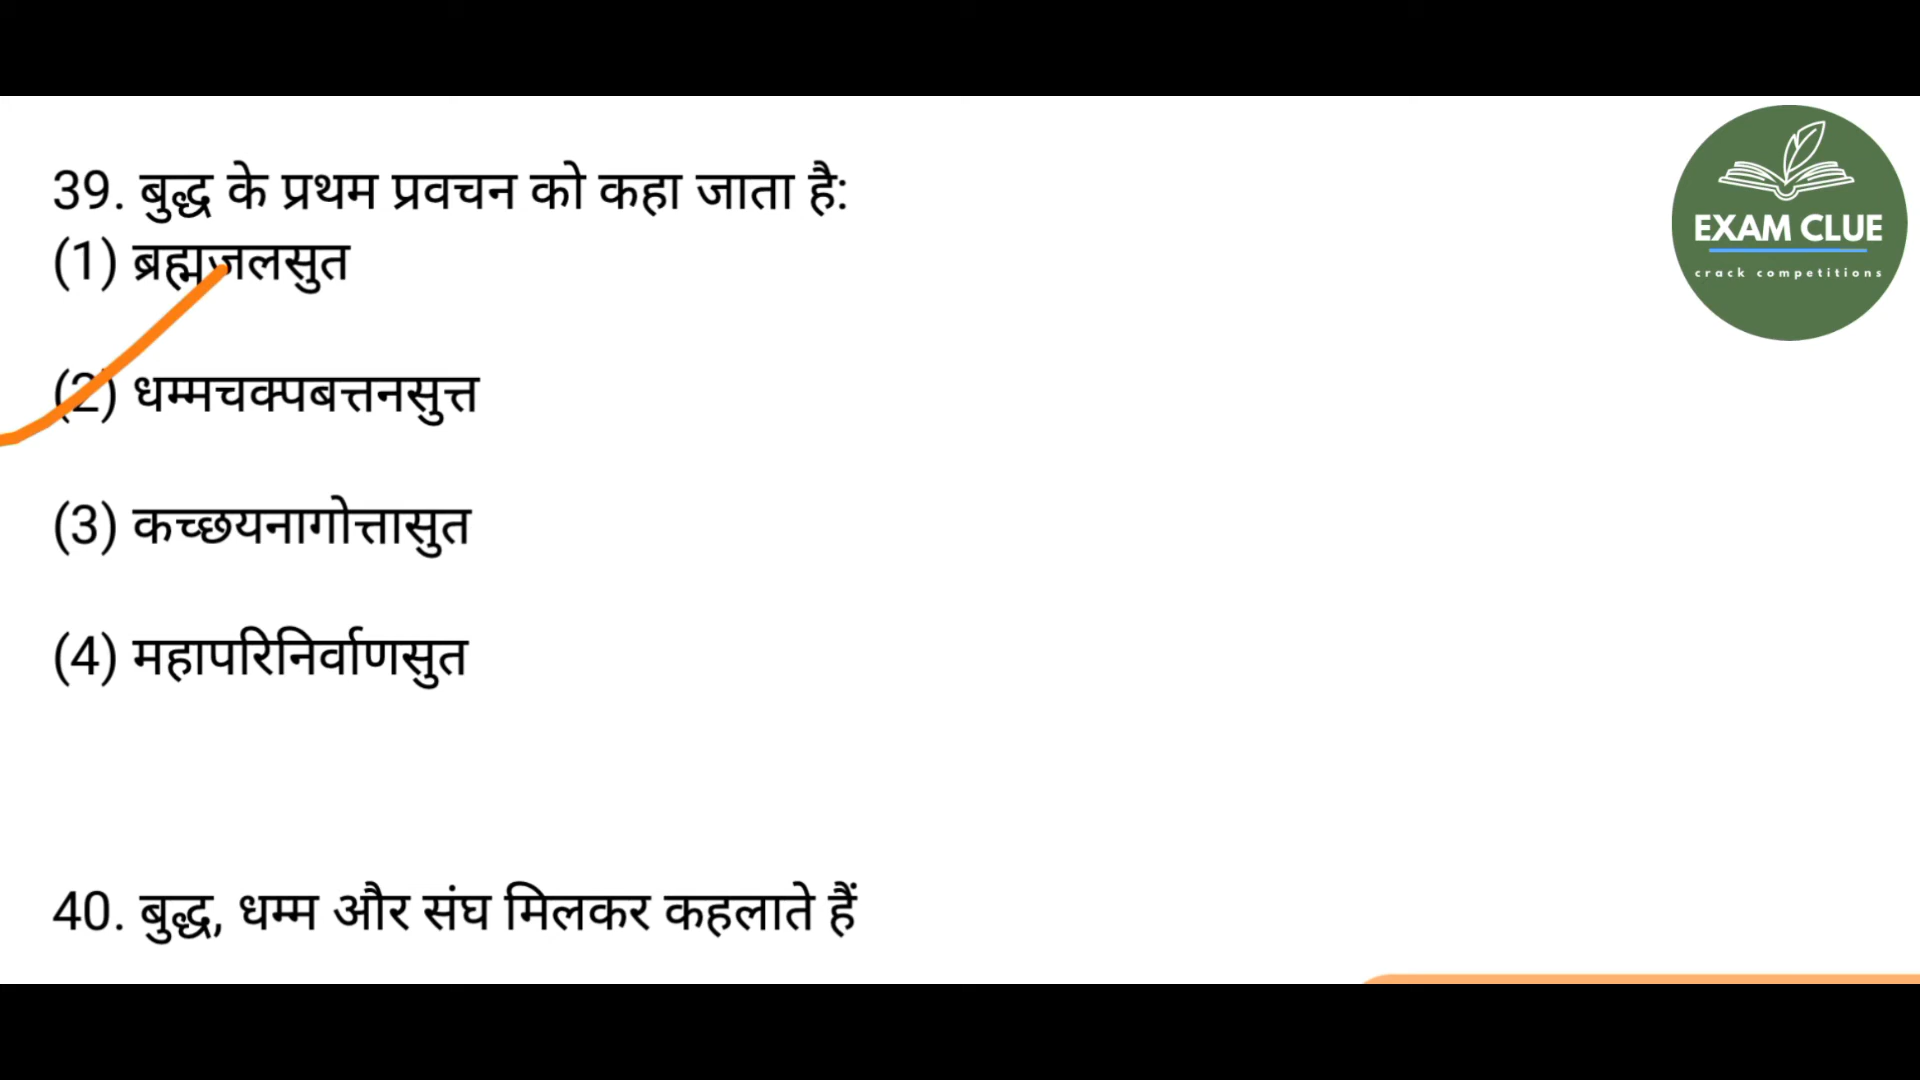 39. बुद्ध के प्रथम प्रवचन को कहा जाता है:
(1) ब्रह्मजलसुत
(2) धम्मचक्पबत्तनसुत्त
(3) कच्छयनागोत्तासुत
(4) महापरिनिर्वाणसुत
40. बुद्ध, धम्म और संघ मिलकर कहलाते हैं
EXAM CLUE
crack competitions